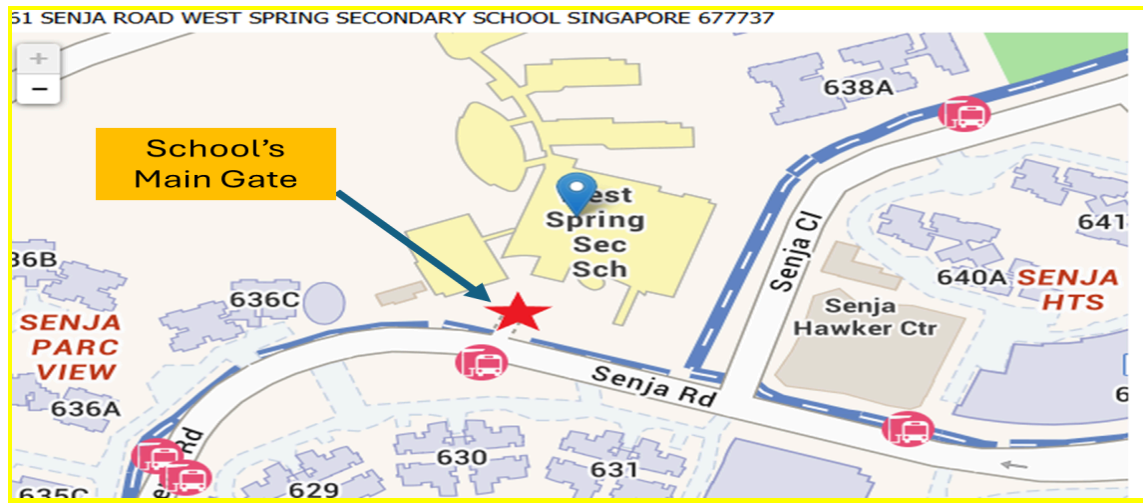 61 SENJA ROAD WEST SPRING SECONDARY SCHOOL SINGAPORE 677737
+
−
School's
Main Gate
638A
West
Spring
Sec
Sch
Senja Cl
641
640A
SENJA
HTS
36B
636C
Senja
Hawker Ctr
SENJA
PARC
VIEW
636A
Senja Rd
6
Rd
630
631
629
635C